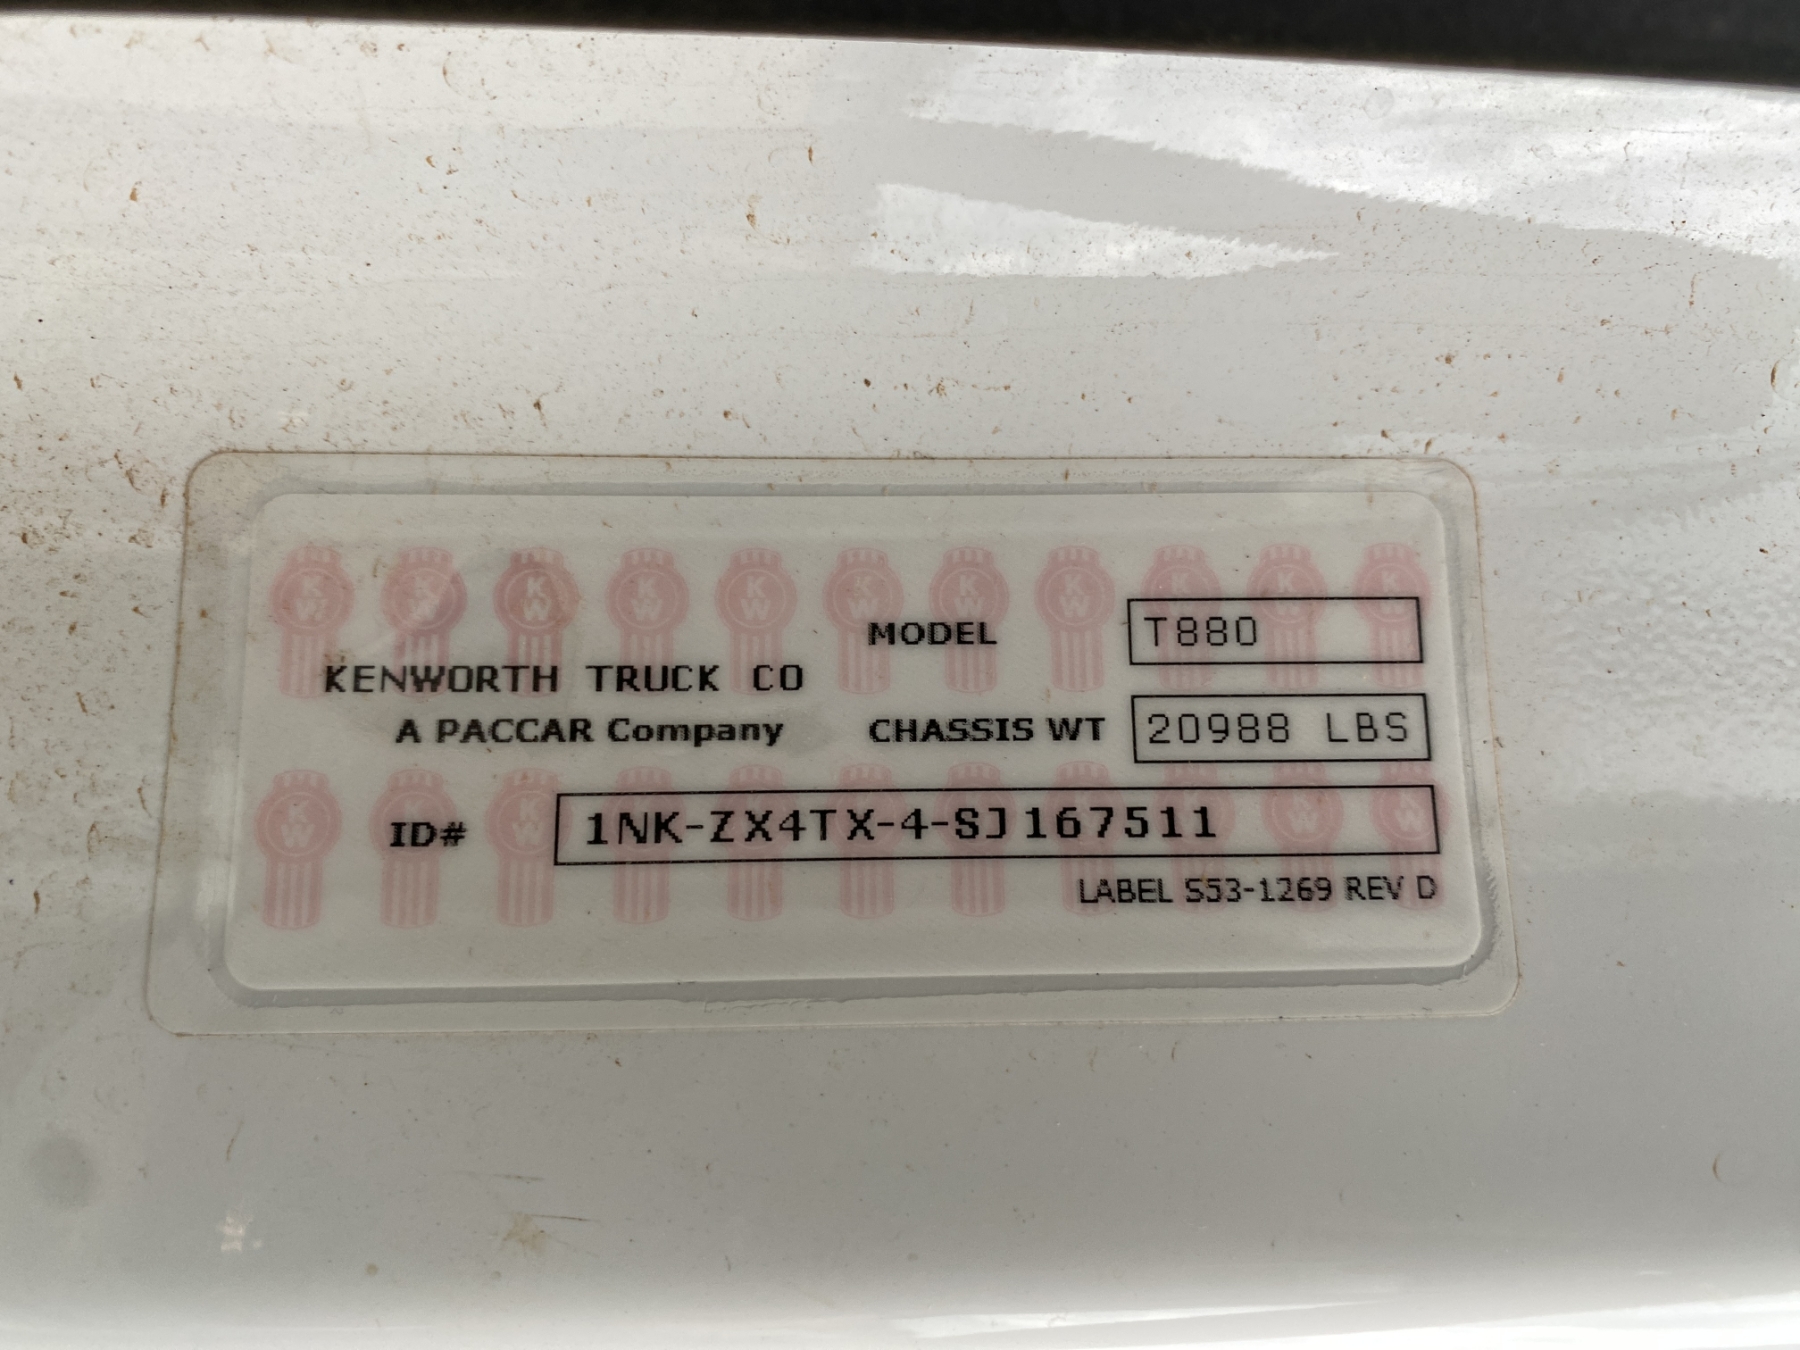 MODEL T880
KENWORTH TRUCK CO
A PACCAR Company
CHASSIS WT 20988 LBS
ID# 1NK-ZX4TX-4-SJ167511
LABEL S53-1269 REV D